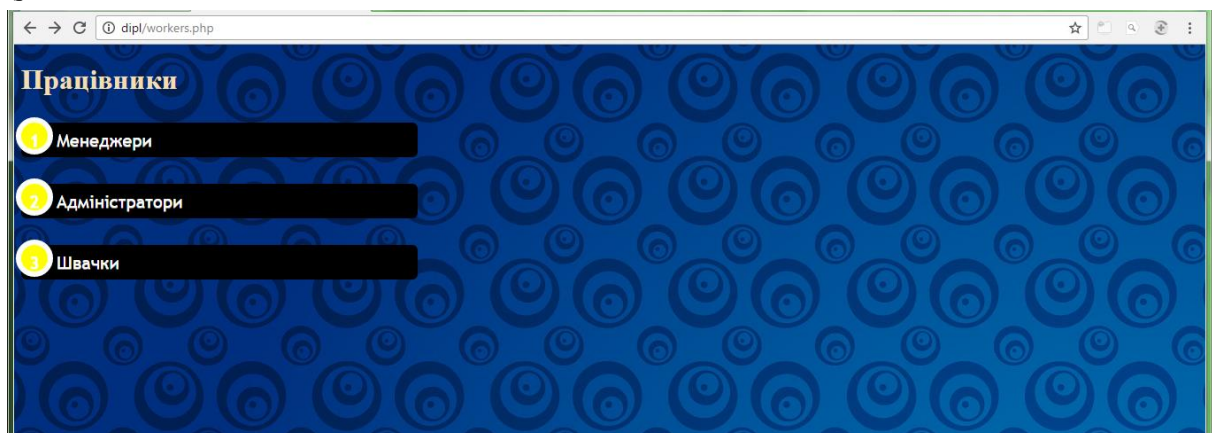 dipl/workers.php
Працівники
1 Менеджери
2 Адміністратори
3 Швачки